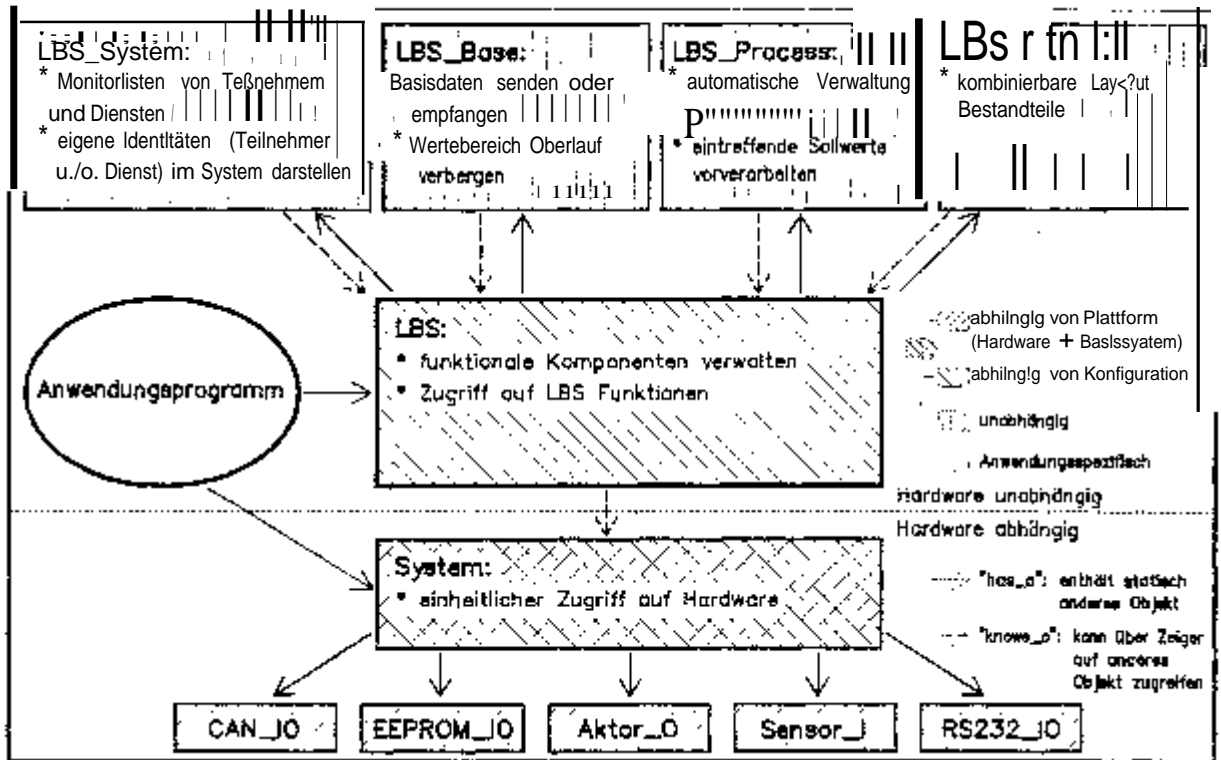 LBS_System:
* Monitorlisten von Teßnehmem
und Diensten
* eigene Identltäten (Teilnehmer
u./o. Dienst) im System darstellen
LBS_Base:
Basisdaten senden oder
empfangen
* Wertebereich Oberlauf
verbergen
LBS_Process:
* automatische Verwaltung
* eintreffende Sollwerte
vorverarbeiten
LBs
* kombinierbare Lay<?ut
Bestandteile
Anwendungsprogramm
LBS:
* funktionale Komponenten verwalten
* Zugriff auf LBS Funktionen
abhilnglg von Plattform
(Hardware + Baslssyatem)
abhilng!g von Konfiguration
unabhängig
Anwendungsspezifisch
Hardware unabhängig
Hardware abhängig
System:
* einheitlicher Zugriff auf Hardware
"has_a": enthält statisch
anderes Objekt
"knows_a": kann über Zeiger
auf anderes
Objekt zugreifen
CAN_IO
EEPROM_IO
Aktor_O
Sensor_I
RS232_IO